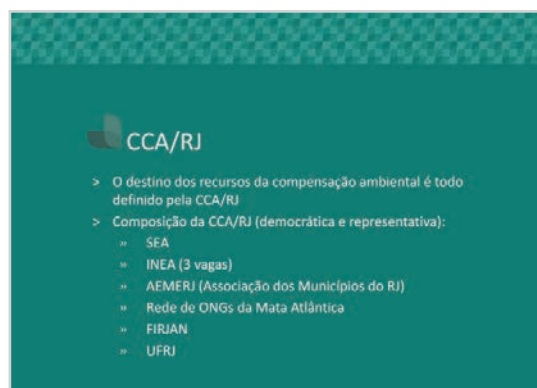 CCA/RJ
> O destino dos recursos da compensação ambiental é todo
definido pela CCA/RJ
> Composição da CCA/RJ (democrática e representativa):
» SEA
» INEA (3 vagas)
» AEMERJ (Associação dos Municípios do RJ)
» Rede de ONGs da Mata Atlântica
» FIRJAN
» UFRJ